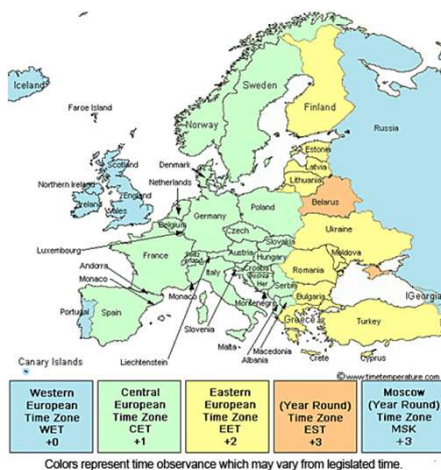 Iceland
Faroe Island
Sweden
Finland
Norway
Russia
Estonia
Scotland
Denmark
Latvia
Lithuania
Northern Ireland
Netherlands
Ireland
England
Wales
Belarus
Germany
Poland
Belgium
Luxembourg
Czech
Ukraine
Slovakia
France
Austria
Hungary
Moldova
Andorra
Monaco
Italy
Croatia
Romania
Serbia
Portugal
Spain
Monaco
Montenegro
Bulgaria
IGeorgia
Slovenia
Macedonia
Albania
Greece
Turkey
Liechtenstein
Malta
Crete
Cyprus
Canary Islands
©www.timetemperature.com
Western
European
Time Zone
WET
+0
Central
European
Time Zone
CET
+1
Eastern
European
Time Zone
EET
+2
(Year Round)
Time Zone
EST
+3
Moscow
(Year Round)
Time Zone
MSK
+3
Colors represent time observance which may vary from legislated time.